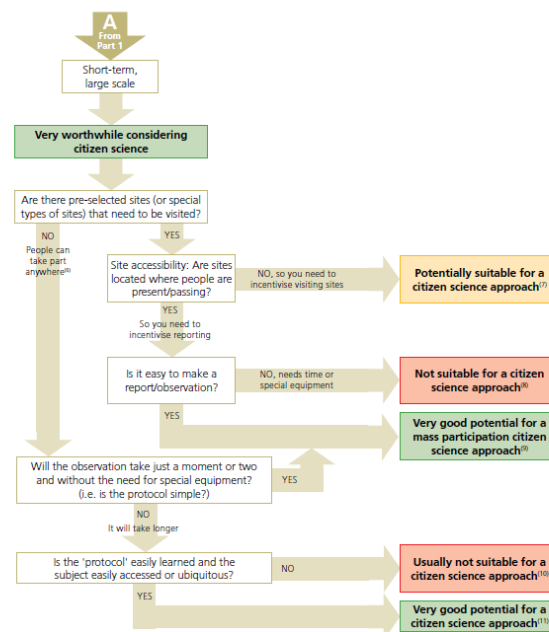 A
From
Part 1
Short-term,
large scale
Very worthwhile considering
citizen science
Are there pre-selected sites (or special
types of sites) that need to be visited?
NO
People can
take part
anywhere(6)
YES
Site accessibility: Are sites
located where people are
present/passing?
NO, so you need to
incentivise visiting sites
Potentially suitable for a
citizen science approach(7)
YES
So you need to
incentivise reporting
Is it easy to make a
report/observation?
NO, needs time or
special equipment
Not suitable for a citizen
science approach(8)
YES
Very good potential for a
mass participation citizen
science approach(9)
Will the observation take just a moment or two
and without the need for special equipment?
(i.e. is the protocol simple?)
YES
NO
It will take longer
Is the 'protocol' easily learned and the
subject easily accessed or ubiquitous?
NO
Usually not suitable for a
citizen science approach(10)
YES
Very good potential for a
citizen science approach(11)